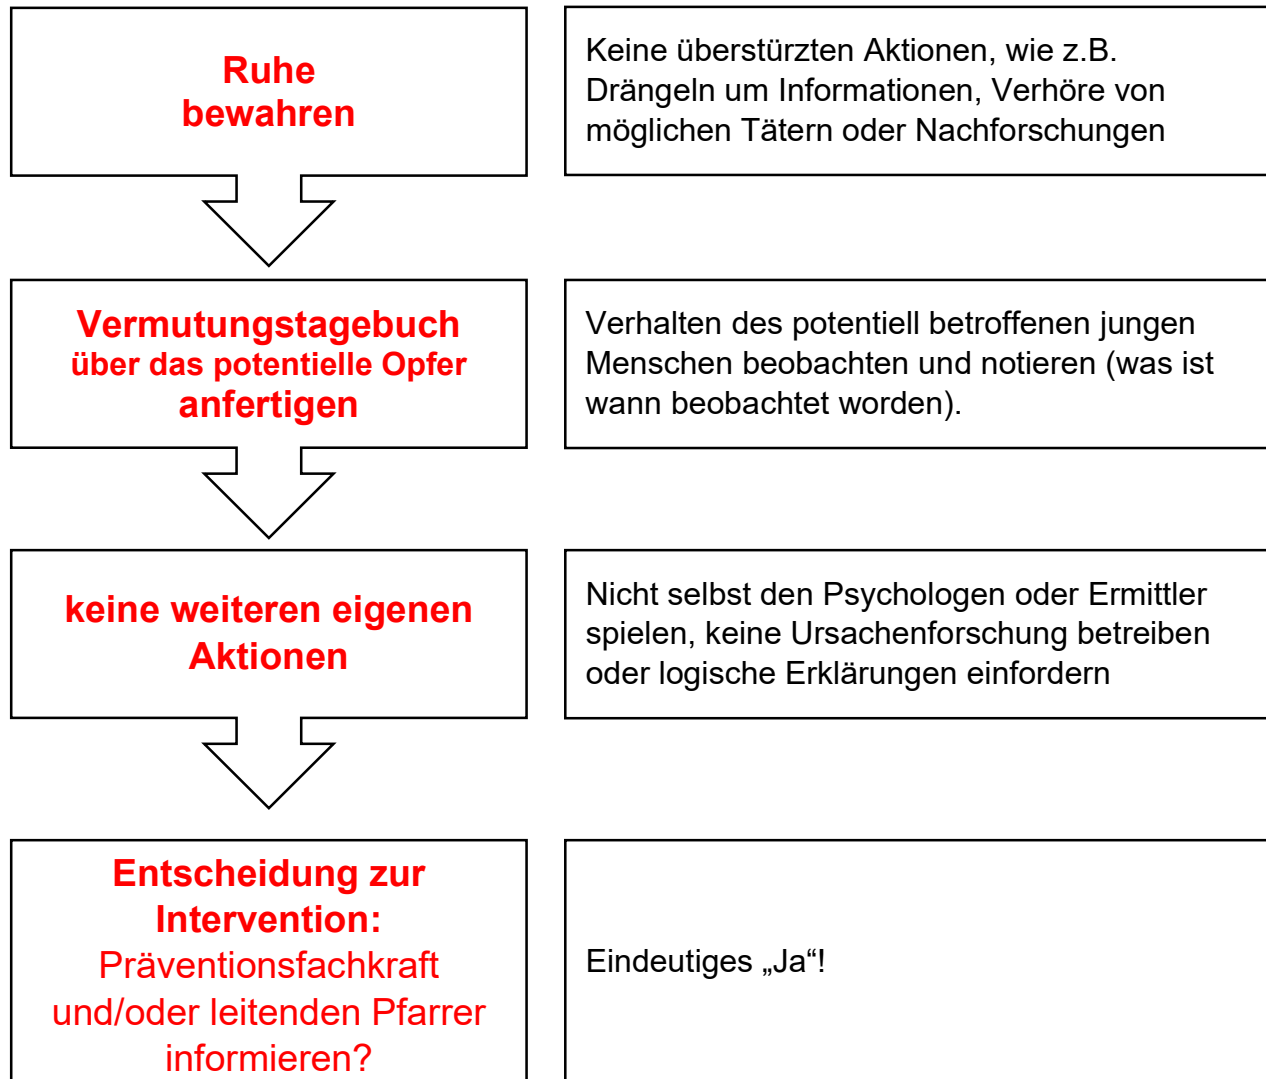 Ruhe
bewahren
Keine überstürzten Aktionen, wie z.B.
Drängeln um Informationen, Verhöre von
möglichen Tätern oder Nachforschungen
Vermutungstagebuch
über das potentielle Opfer
anfertigen
Verhalten des potentiell betroffenen jungen
Menschen beobachten und notieren (was ist
wann beobachtet worden).
keine weiteren eigenen
Aktionen
Nicht selbst den Psychologen oder Ermittler
spielen, keine Ursachenforschung betreiben
oder logische Erklärungen einfordern
Entscheidung zur
Intervention:
Präventionsfachkraft
und/oder leitenden Pfarrer
informieren?
Eindeutiges „Ja“!